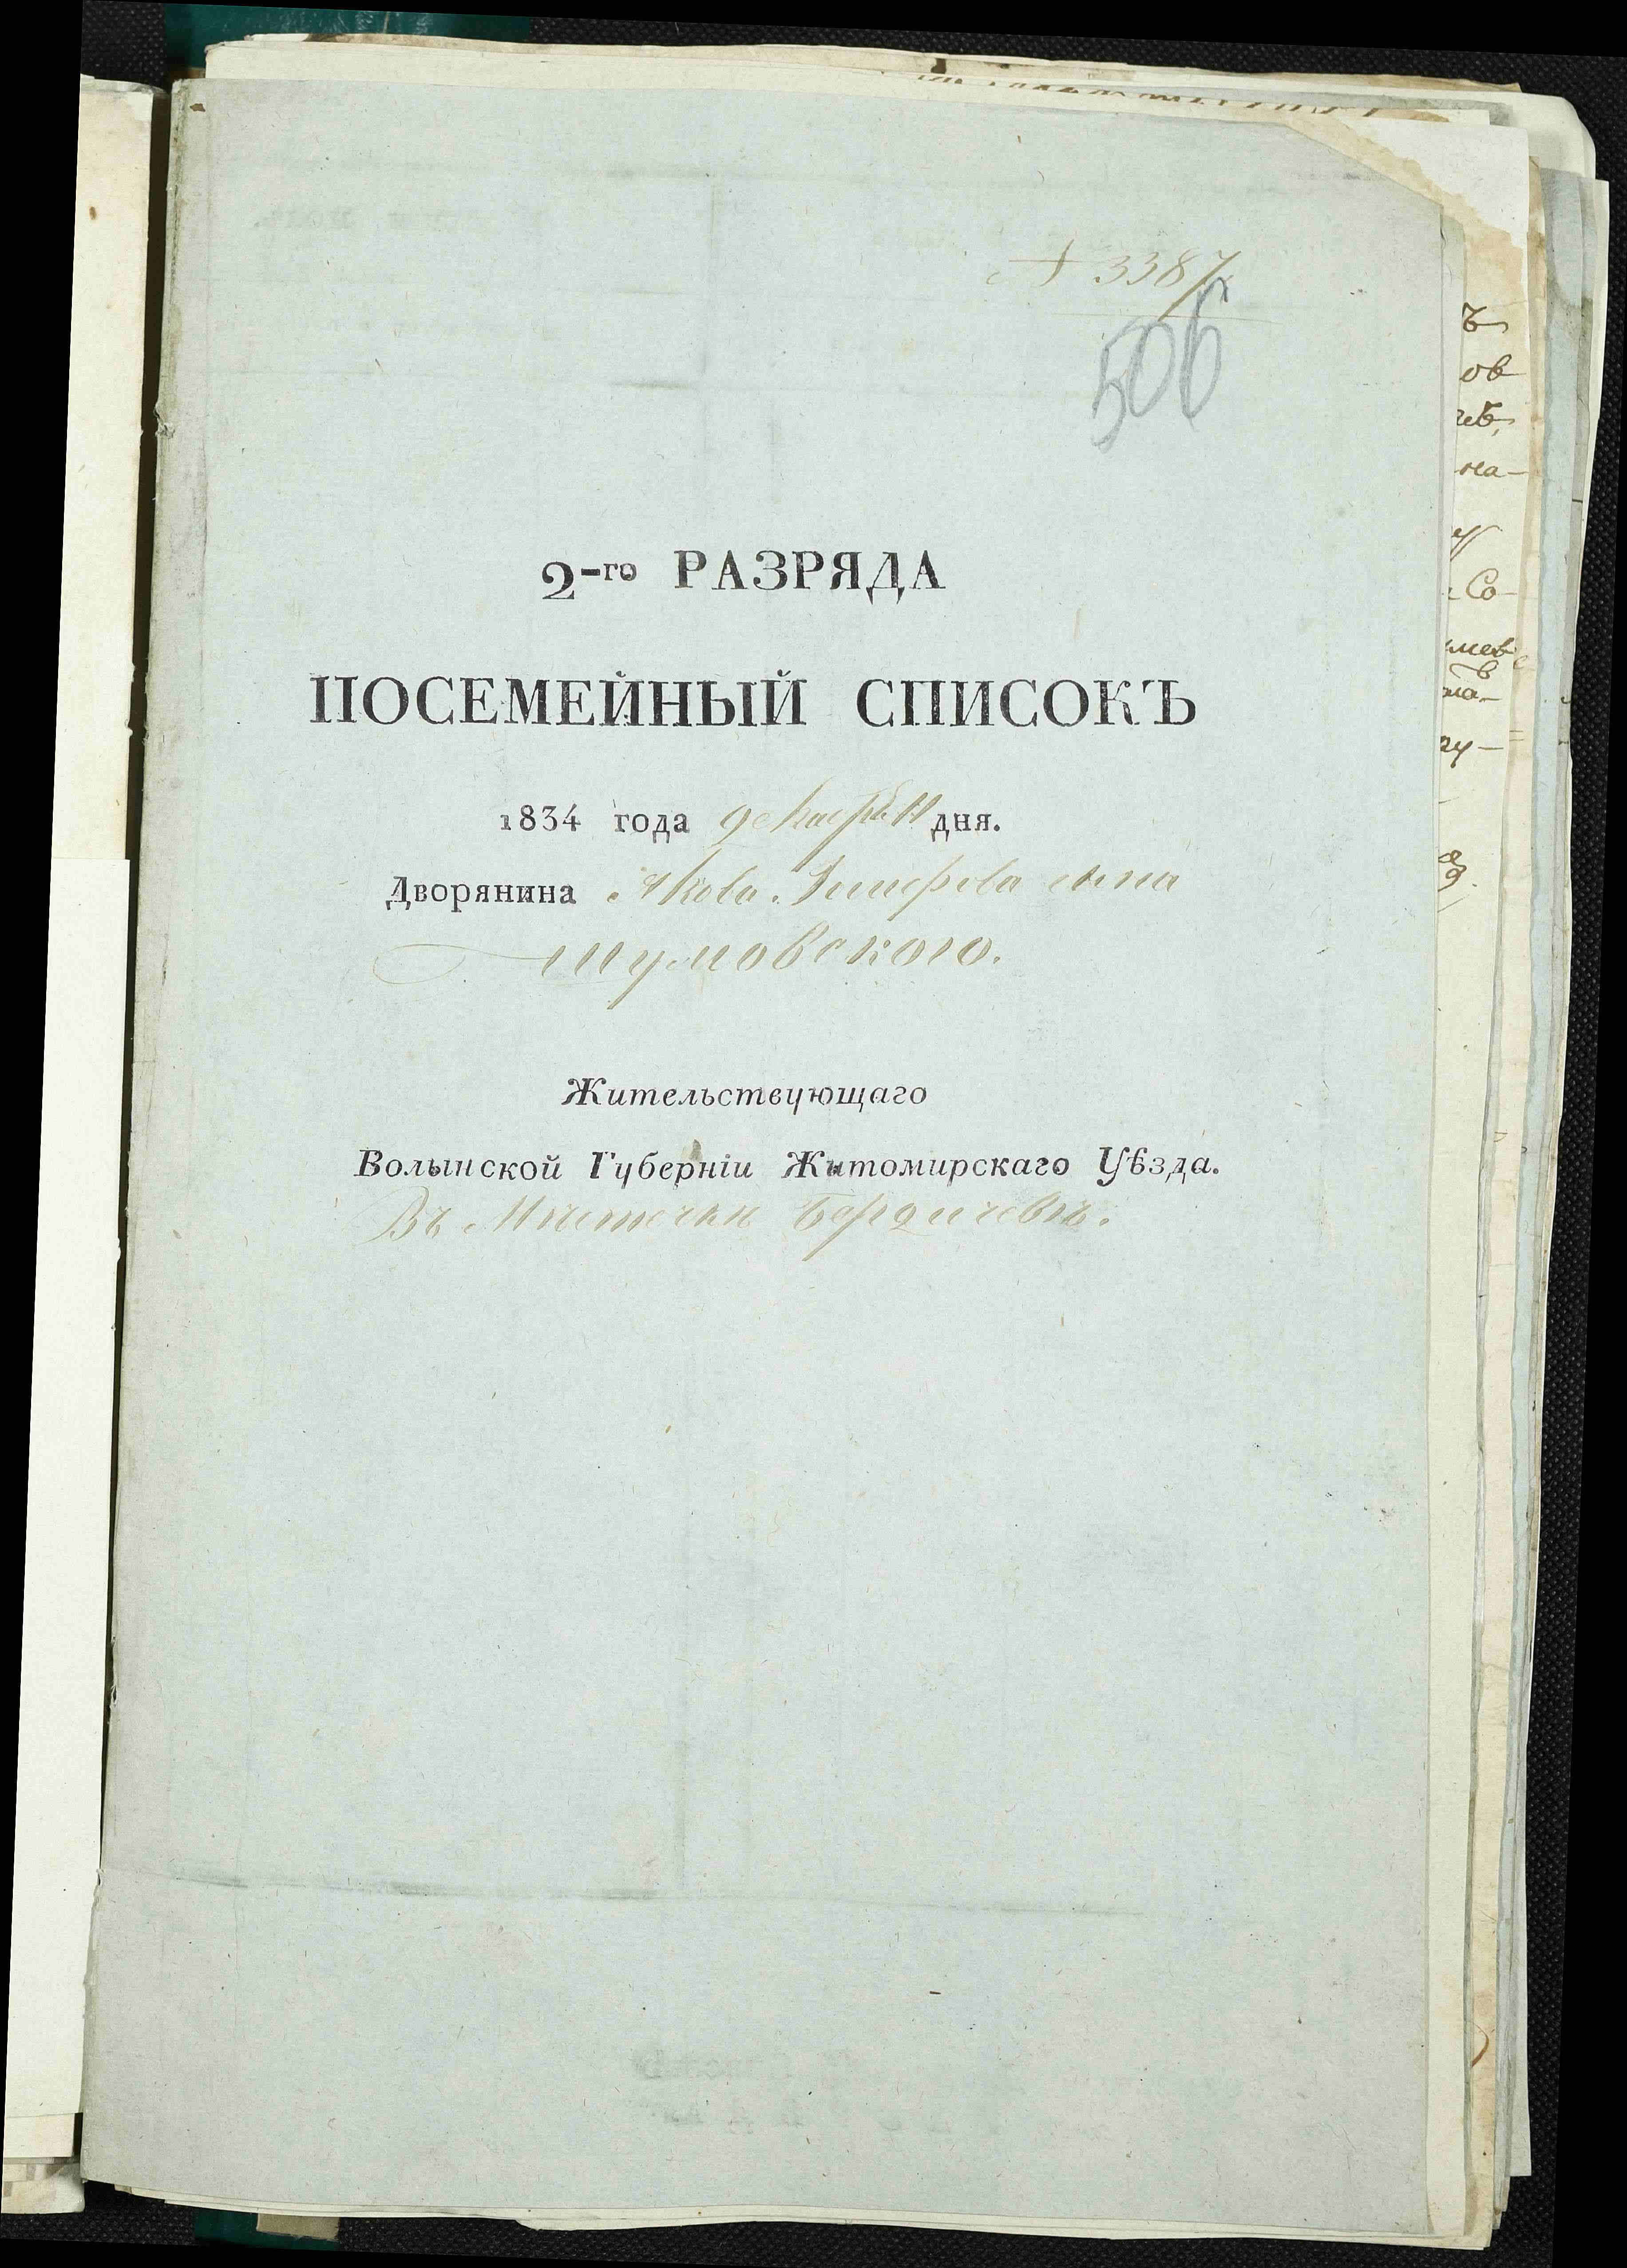 № 3387
506
2-го РАЗРЯДА
ПОСЕМЕЙНЫЙ СПИСОКЪ
1834 года декабря 11 дня.
Дворянина Якова сына
Шумовского.
Жительствующаго
Волынской Губерніи Житомирскаго Уѣзда.
Въ Мѣстечкѣ Бердичевѣ.